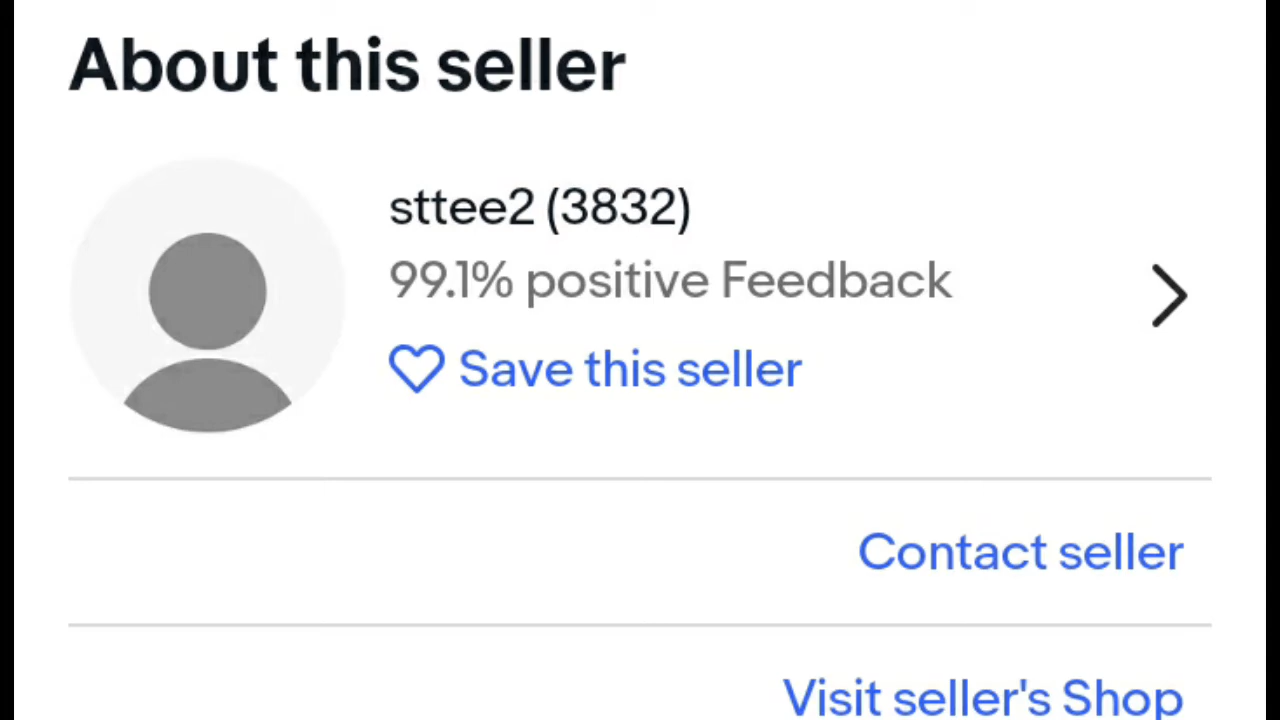 About this seller
sttee2 (3832)
99.1% positive Feedback
Save this seller
Contact seller
Visit seller's Shop